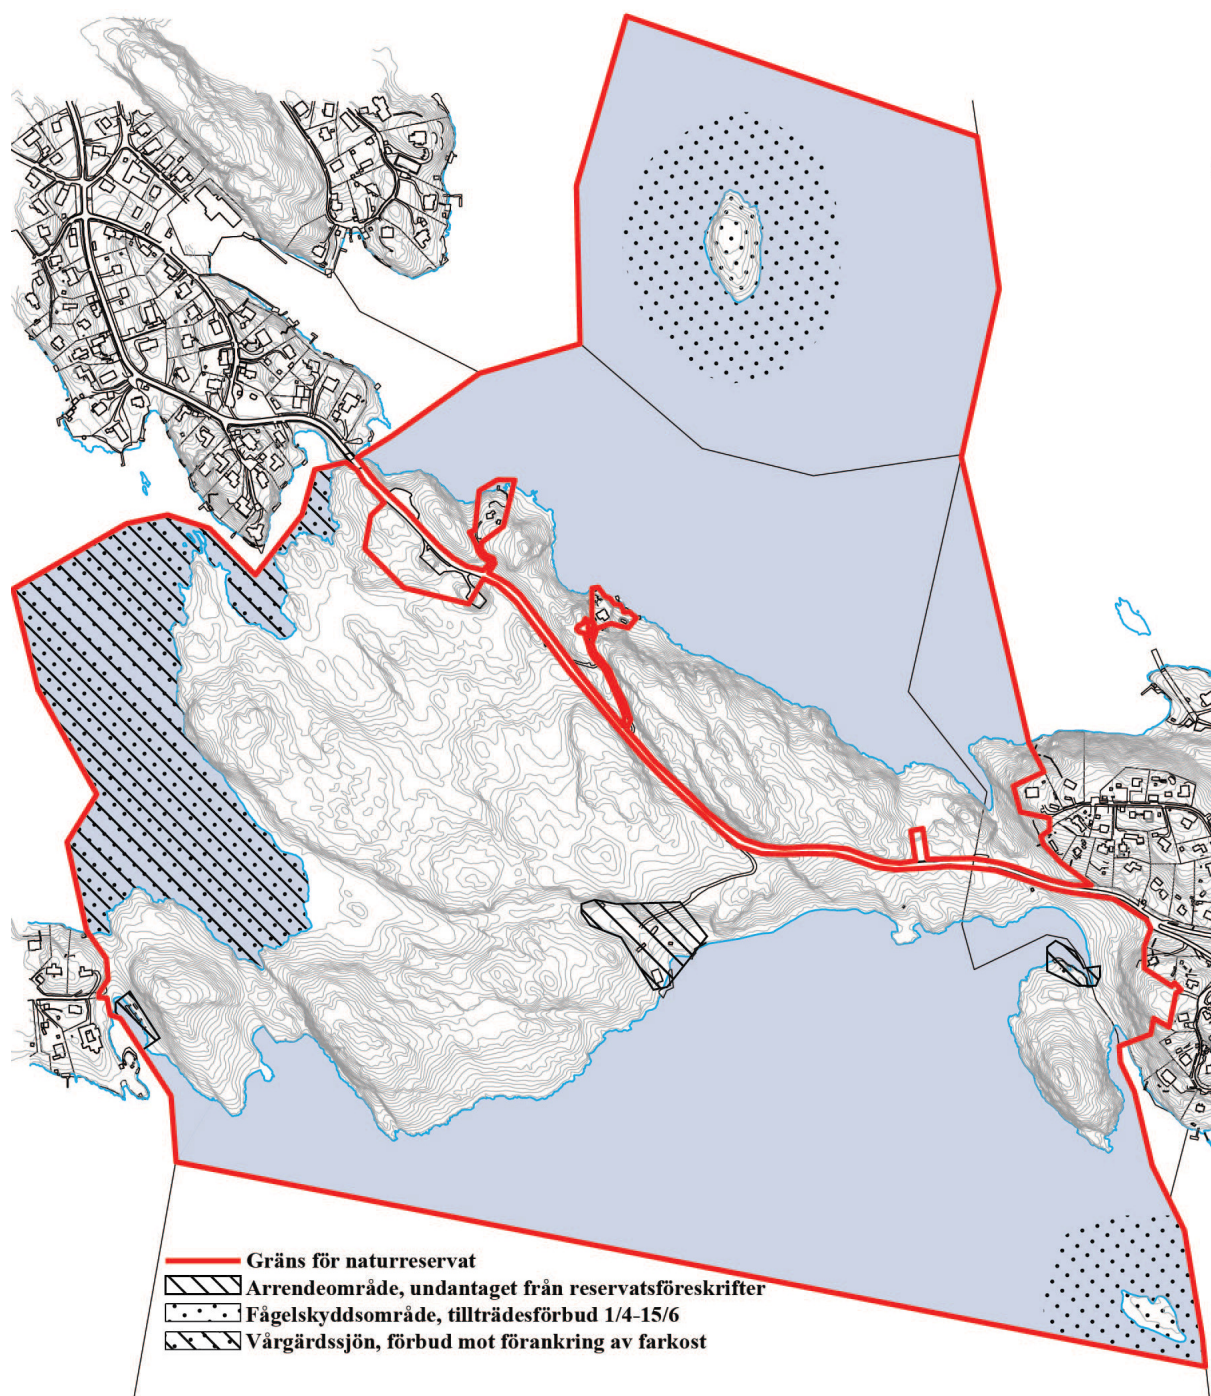 Gräns för naturreservat
Arrendeområde, undantaget från reservatsföreskrifter
Fågelskyddsområde, tillträdesförbud 1/4-15/6
Vårgärdssjön, förbud mot förankring av farkost